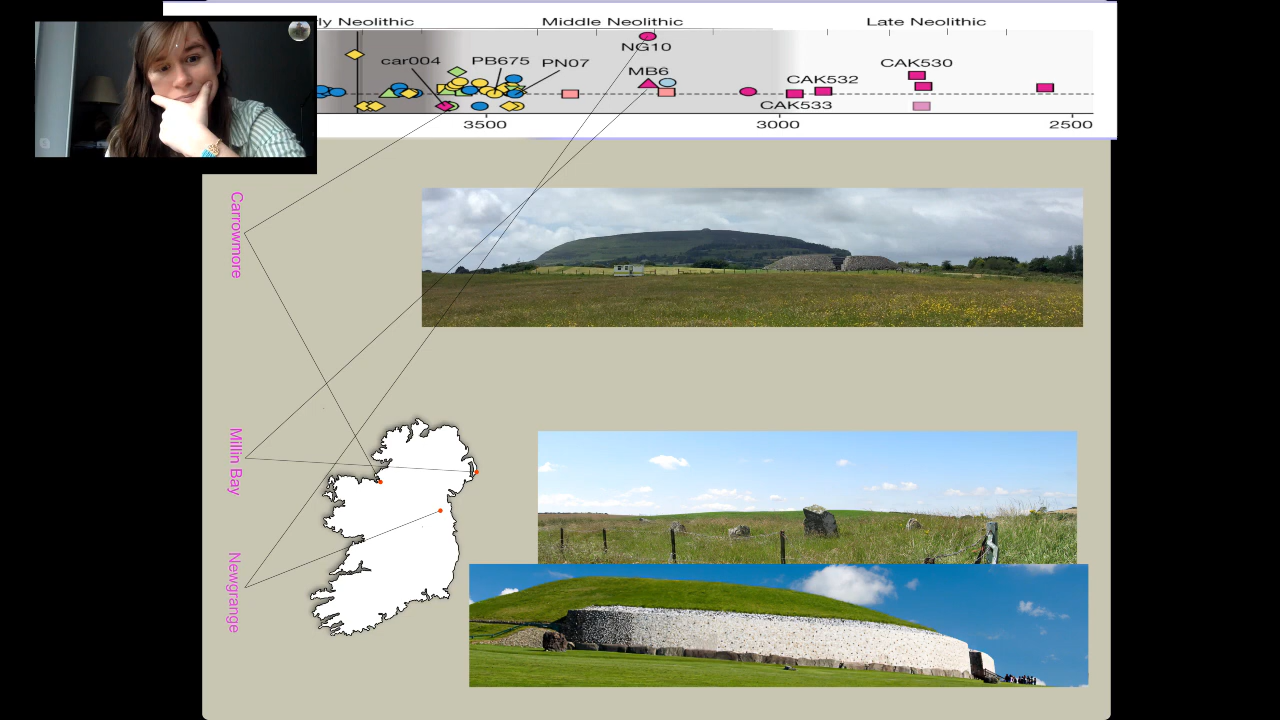 ly Neolithic
Middle Neolithic
Late Neolithic
NG10
car004
PB675
PN07
MB6
CAK532
CAK530
CAK533
3500
3000
2500
Carrowmore
Millin Bay
Newgrange